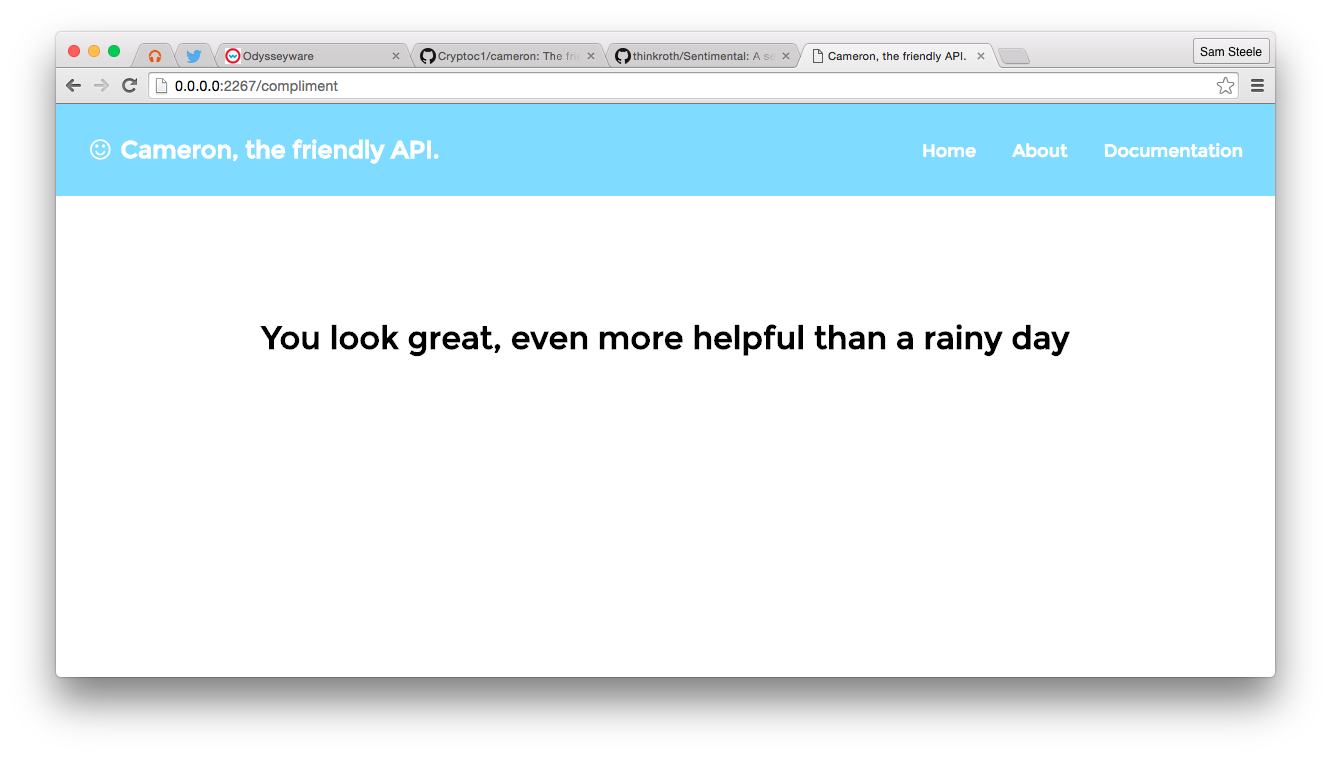 Odysseyware
Cryptoc1/cameron: The frie
thinkroth/Sentimental: A se
Cameron, the friendly API.
Sam Steele
0.0.0.0:2267/compliment
Cameron, the friendly API.
Home
About
Documentation
You look great, even more helpful than a rainy day